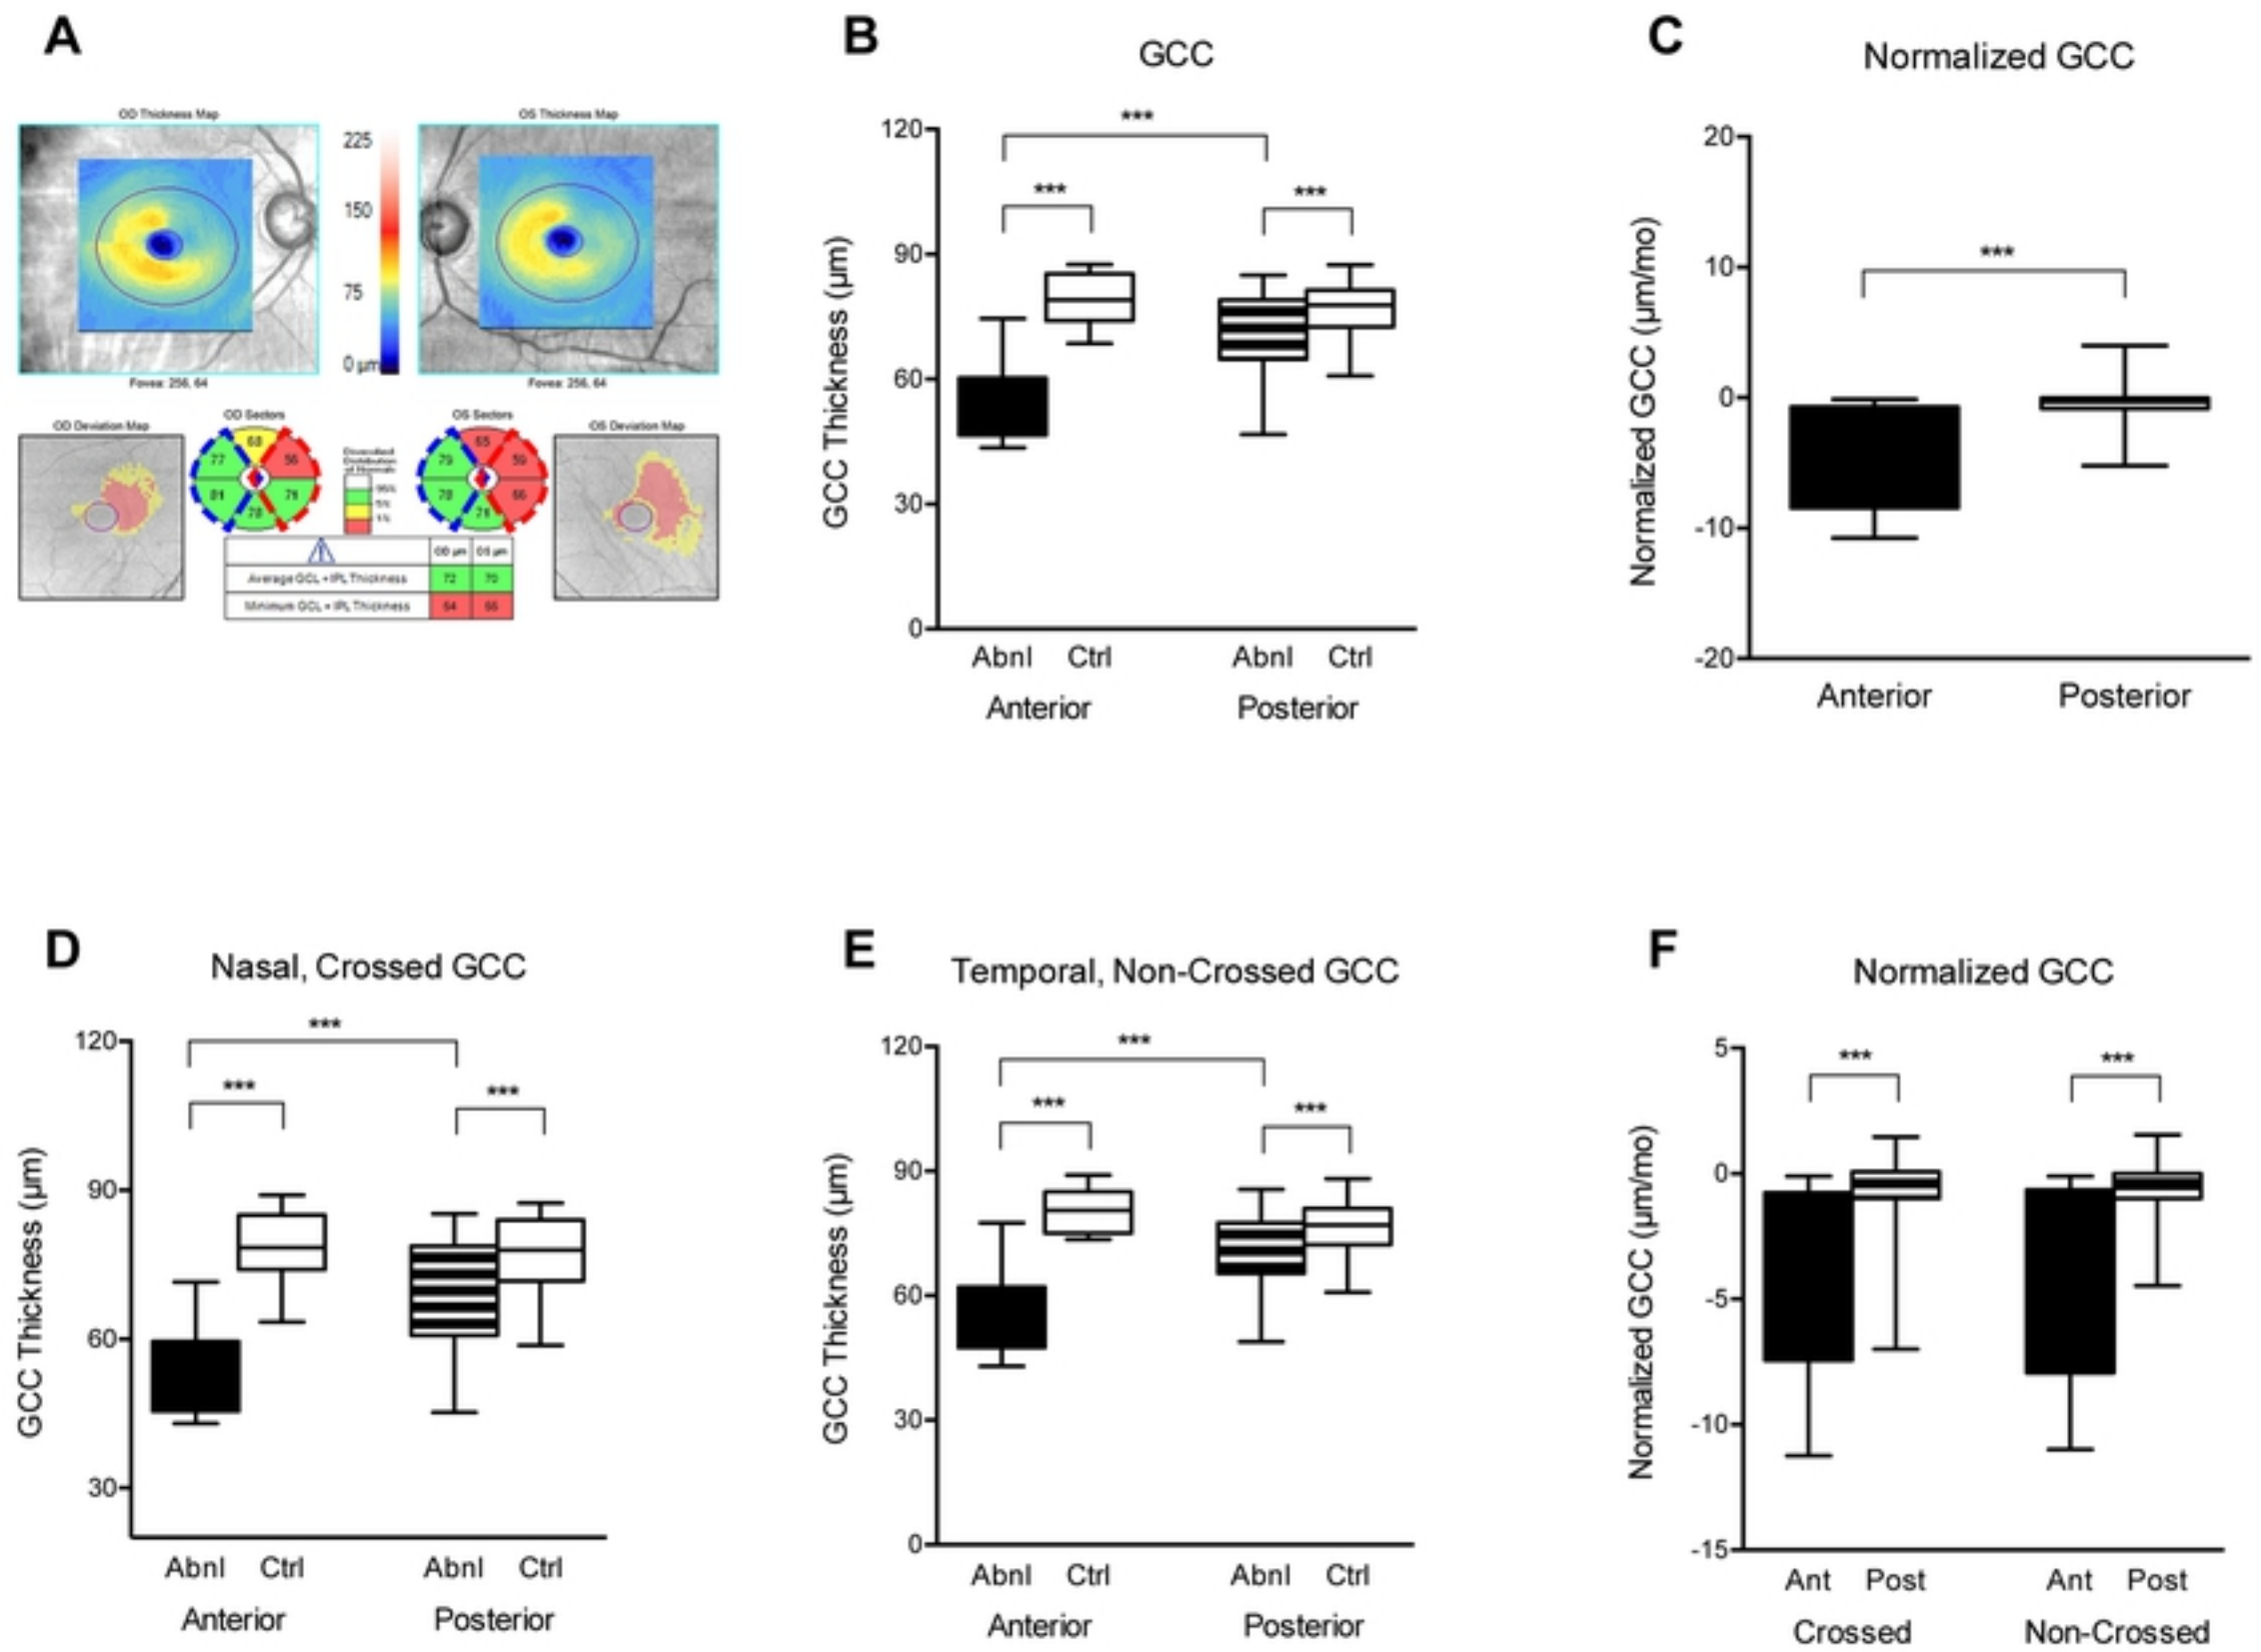 A
OD Thickness Map
OS Thickness Map
225
150
75
0 µm
Fovea: 256, 64
Fovea: 256, 64
OD Deviation Map
OD Sectors
OS Sectors
OS Deviation Map
68
77
56
81
71
78
Distribution
of Normals
95%
5%
1%
65
79
59
78
66
71
OD µm
OS µm
Average GCL + IPL Thickness
72
70
Minimum GCL + IPL Thickness
54
55
B
GCC
GCC Thickness (µm)
120
90
60
30
0
***
***
***
Abnl
Ctrl
Abnl
Ctrl
Anterior
Posterior
C
Normalized GCC
Normalized GCC (µm/mo)
20
10
0
-10
-20
***
Anterior
Posterior
D
Nasal, Crossed GCC
GCC Thickness (µm)
120
90
60
30
***
***
***
Abnl
Ctrl
Abnl
Ctrl
Anterior
Posterior
E
Temporal, Non-Crossed GCC
GCC Thickness (µm)
120
90
60
30
0
***
***
***
Abnl
Ctrl
Abnl
Ctrl
Anterior
Posterior
F
Normalized GCC
Normalized GCC (µm/mo)
5
0
-5
-10
-15
***
***
Ant
Post
Ant
Post
Crossed
Non-Crossed